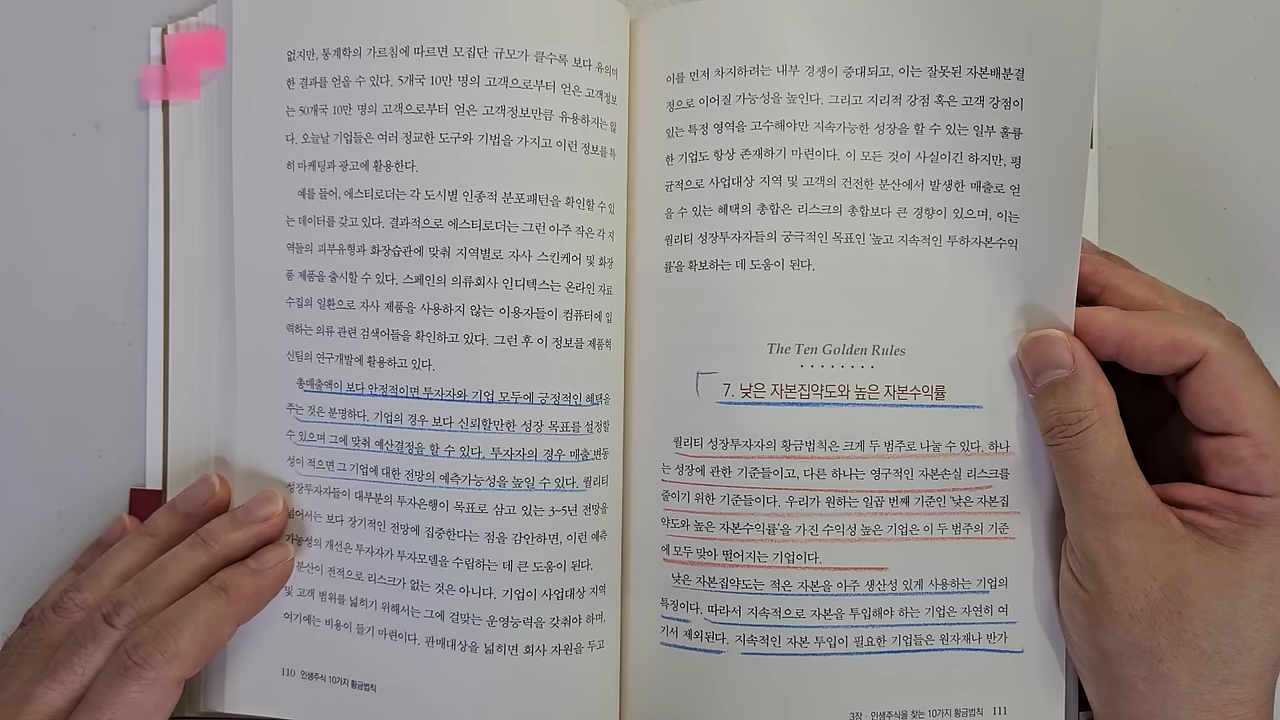 없지만, 통계학의 가르침에 따르면 모집단 규모가 클수록 보다 유의미
한 결과를 얻을 수 있다. 5개국 10만 명의 고객으로부터 얻은 고객정보
는 50개국 10만 명의 고객으로부터 얻은 고객정보만큼 유용하지는 않
다. 오늘날 기업들은 여러 정교한 도구와 기법을 가지고 이런 정보를 특
히 마케팅과 광고에 활용한다.
예를 들어, 에스티로더는 각 도시별 인종적 분포패턴을 확인할 수 있
는 데이터를 갖고 있다. 결과적으로 에스티로더는 그런 아주 작은 각 지
역들의 피부유형과 화장습관에 맞춰 지역별로 자사 스킨케어 및 화장
품 제품을 출시할 수 있다. 스페인의 의류회사 인디텍스는 온라인 자료
수집의 일환으로 자사 제품을 사용하지 않는 이용자들이 컴퓨터에 입
력하는 의류 관련 검색어들을 확인하고 있다. 그런 후 이 정보를 제품혁
신팀의 연구개발에 활용하고 있다.
총매출액이 보다 안정적이면 투자자와 기업 모두에 긍정적인 혜택을
주는 것은 분명하다. 기업의 경우 보다 신뢰할만한 성장 목표를 설정할
수 있으며 그에 맞춰 예산결정을 할 수 있다. 투자자의 경우 매출 변동
성이 적으면 그 기업에 대한 전망의 예측가능성을 높일 수 있다. 퀄리티
성장투자자들이 대부분의 투자은행이 목표로 삼고 있는 3~5년 전망을
넘어서는 보다 장기적인 전망에 집중한다는 점을 감안하면, 이런 예측
가능성의 개선은 투자자가 투자모델을 수립하는 데 큰 도움이 된다.
분산이 전적으로 리스크가 없는 것은 아니다. 기업이 사업대상 지역
및 고객 범위를 넓히기 위해서는 그에 걸맞는 운영능력을 갖춰야 하며,
여기에는 비용이 들기 마련이다. 판매대상을 넓히면 회사 자원을 두고
110 인생주식 10가지 황금법칙
이를 먼저 차지하려는 내부 경쟁이 증대되고, 이는 잘못된 자본배분결
정으로 이어질 가능성을 높인다. 그리고 지리적 강점 혹은 고객 강점이
있는 특정 영역을 고수해야만 지속가능한 성장을 할 수 있는 일부 훌륭
한 기업도 항상 존재하기 마련이다. 이 모든 것이 사실이긴 하지만, 평
균적으로 사업대상 지역 및 고객의 건전한 분산에서 발생한 매출로 얻
을 수 있는 혜택의 총합은 리스크의 총합보다 큰 경향이 있으며, 이는
퀄리티 성장투자자들의 궁극적인 목표인 '높고 지속적인 투하자본수익
률'을 확보하는 데 도움이 된다.
The Ten Golden Rules
7. 낮은 자본집약도와 높은 자본수익률
퀄리티 성장투자자의 황금법칙은 크게 두 범주로 나눌 수 있다. 하나
는 성장에 관한 기준들이고, 다른 하나는 영구적인 자본손실 리스크를
줄이기 위한 기준들이다. 우리가 원하는 일곱 번째 기준인 '낮은 자본집
약도와 높은 자본수익률'을 가진 수익성 높은 기업은 이 두 범주의 기준
에 모두 맞아 떨어지는 기업이다.
낮은 자본집약도는 적은 자본을 아주 생산성 있게 사용하는 기업의
특징이다. 따라서 지속적으로 자본을 투입해야 하는 기업은 자연히 여
기서 제외된다. 지속적인 자본 투입이 필요한 기업들은 원자재나 반가
3장 · 인생주식을 찾는 10가지 황금법칙 111